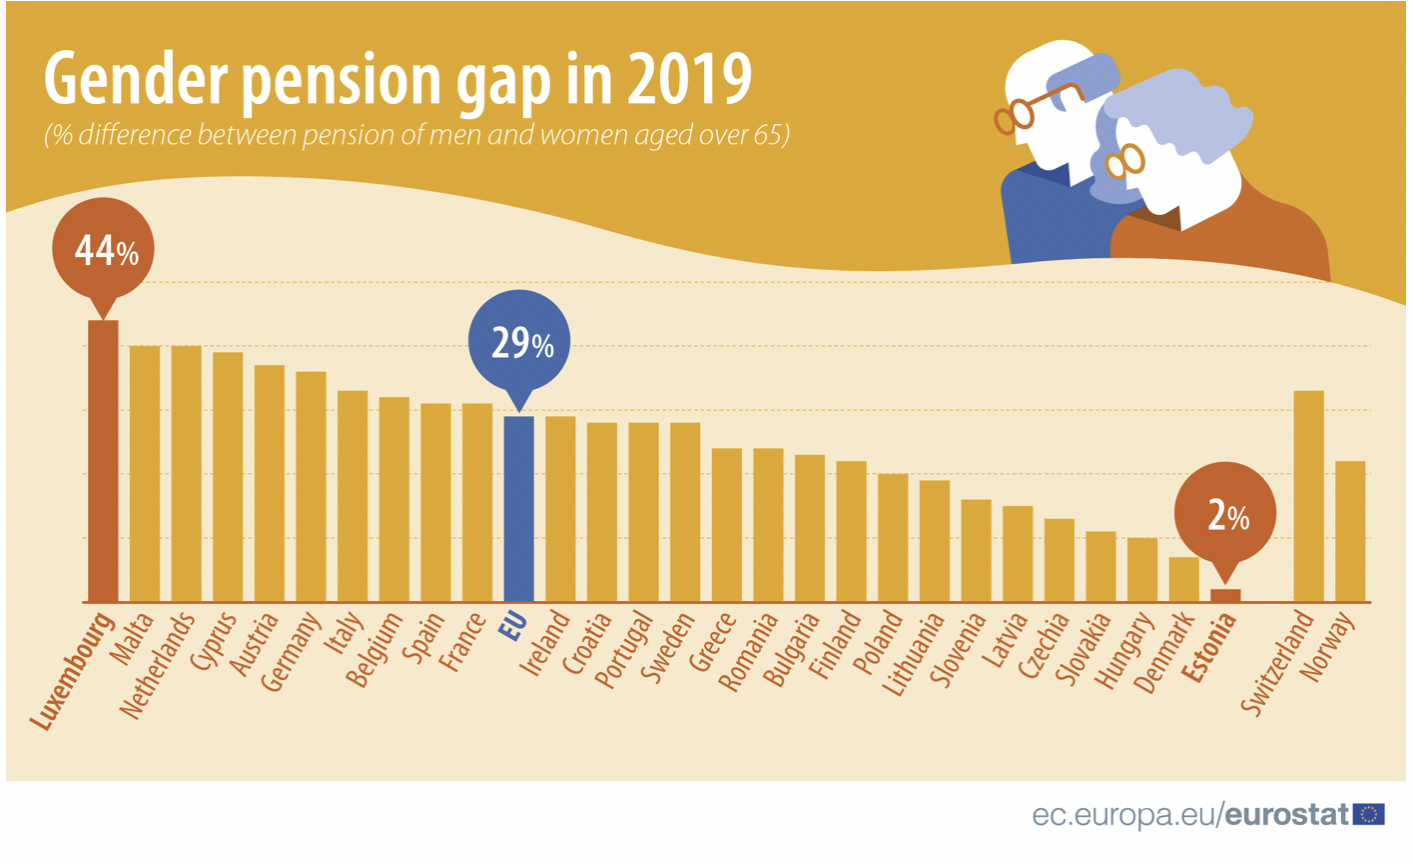 Gender pension gap in 2019
(% difference between pension of men and women aged over 65)
44%
29%
2%
Luxembourg
Malta
Netherlands
Cyprus
Austria
Germany
Italy
Belgium
Spain
France
EU
Ireland
Croatia
Portugal
Sweden
Greece
Romania
Bulgaria
Finland
Poland
Lithuania
Slovenia
Latvia
Czechia
Slovakia
Hungary
Denmark
Estonia
Switzerland
Norway
ec.europa.eu/eurostat